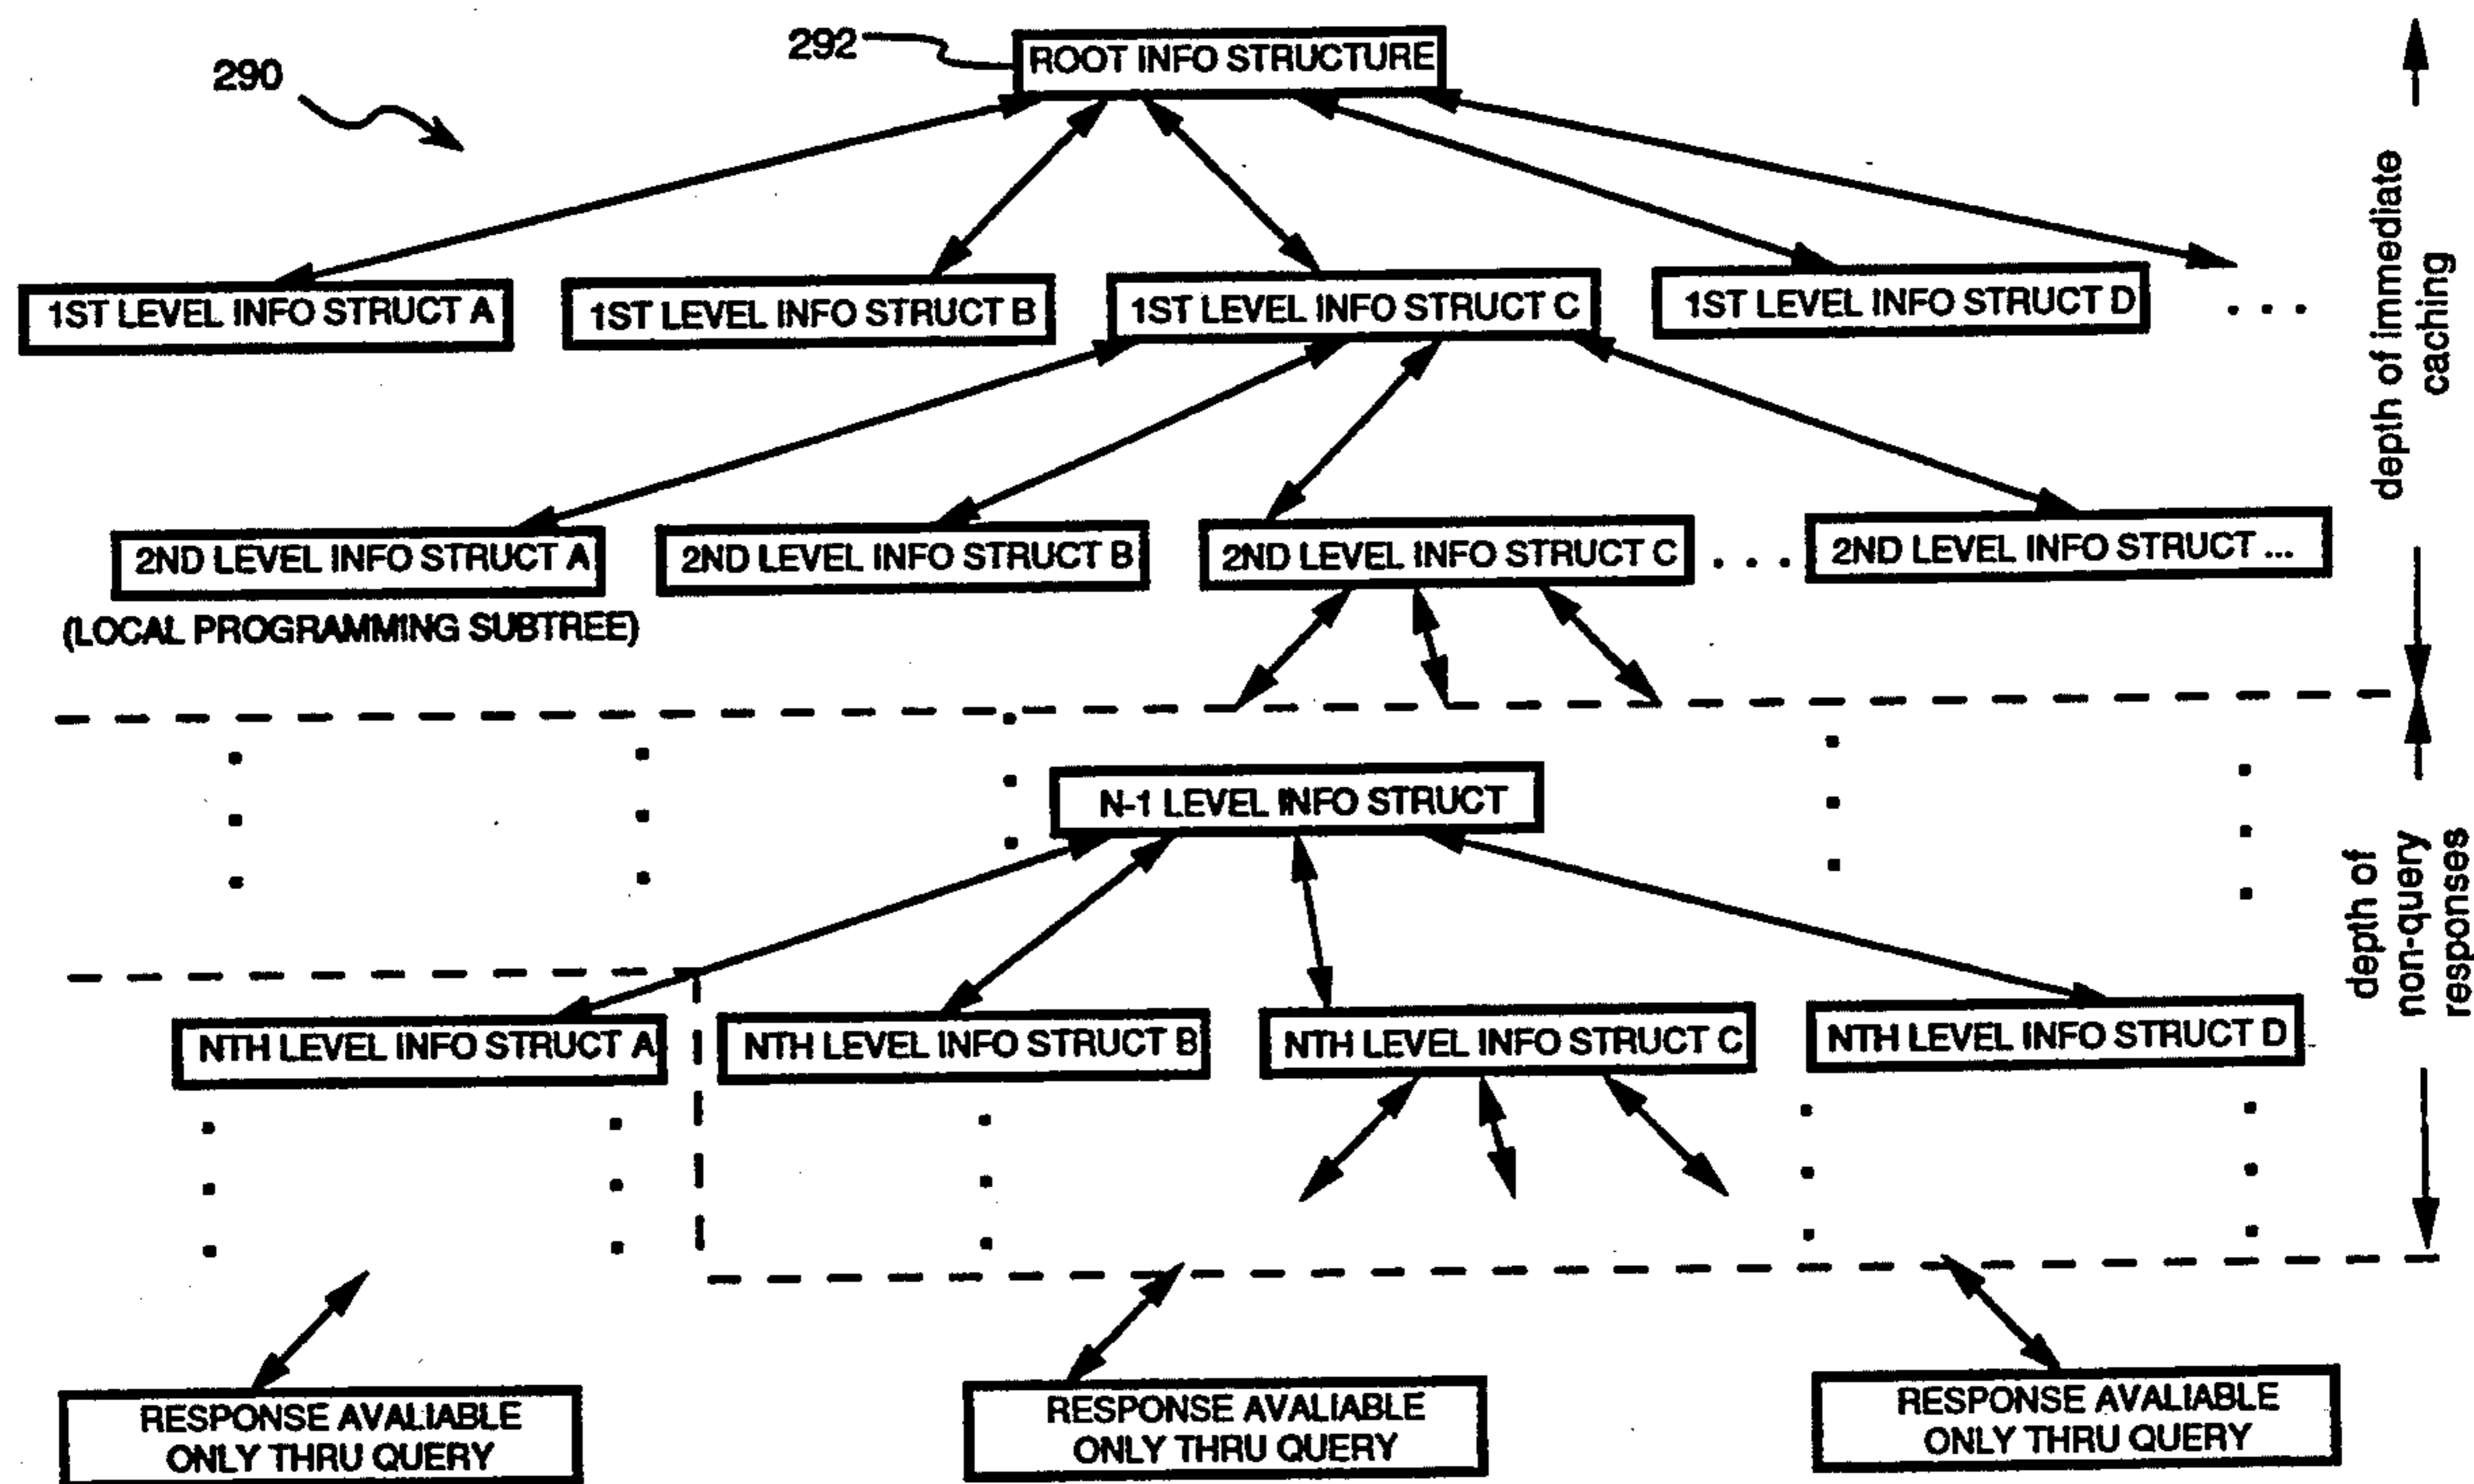 290
292
ROOT INFO STRUCTURE
1ST LEVEL INFO STRUCT A
1ST LEVEL INFO STRUCT B
1ST LEVEL INFO STRUCT C
1ST LEVEL INFO STRUCT D
. . .
depth of immediate
caching
2ND LEVEL INFO STRUCT A
(LOCAL PROGRAMMING SUBTREE)
2ND LEVEL INFO STRUCT B
2ND LEVEL INFO STRUCT C
. . .
2ND LEVEL INFO STRUCT ...
N-1 LEVEL INFO STRUCT
depth of
non-query
responses
NTH LEVEL INFO STRUCT A
NTH LEVEL INFO STRUCT B
NTH LEVEL INFO STRUCT C
NTH LEVEL INFO STRUCT D
RESPONSE AVALIABLE
ONLY THRU QUERY
RESPONSE AVALIABLE
ONLY THRU QUERY
RESPONSE AVALIABLE
ONLY THRU QUERY